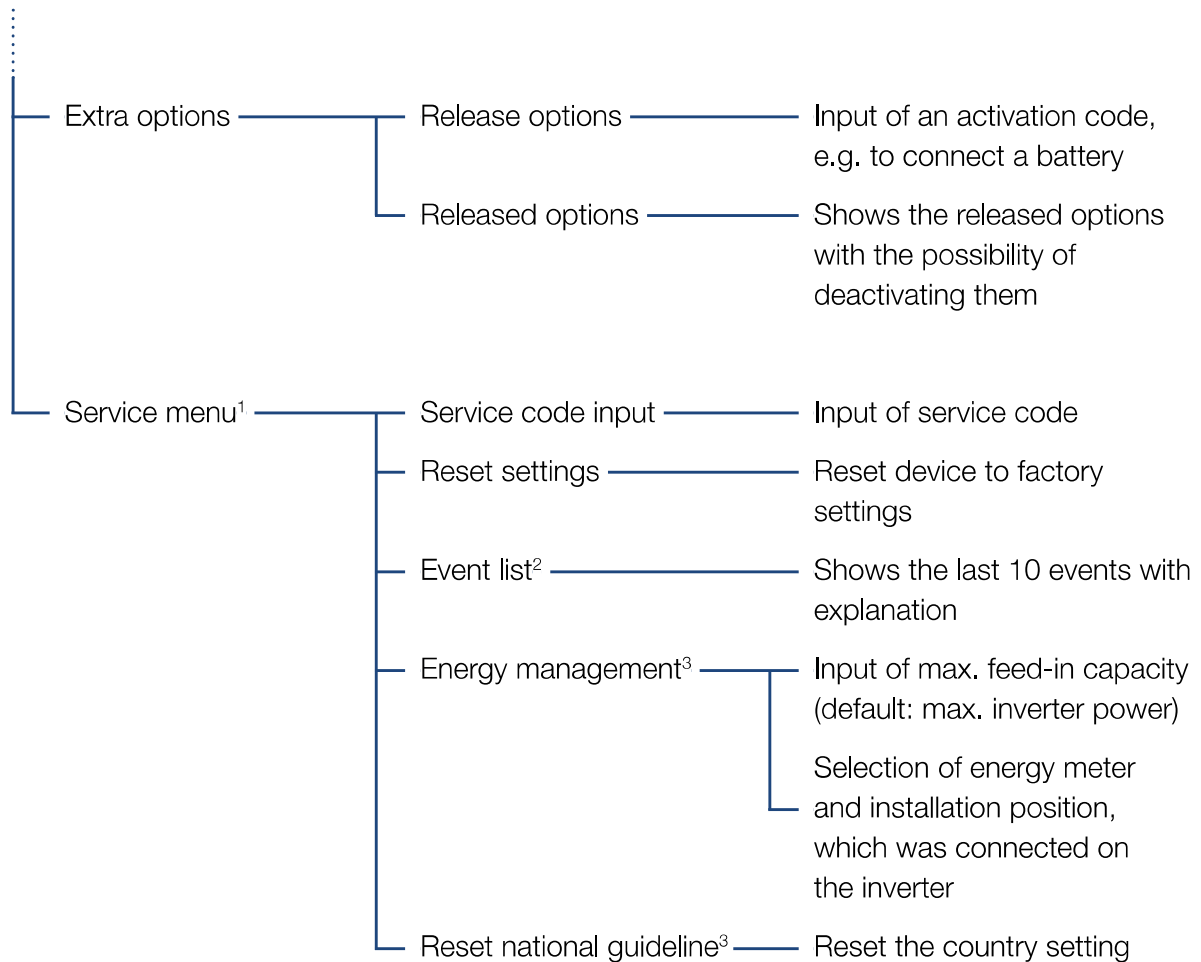 Extra options
Release options
Input of an activation code,
e.g. to connect a battery
Released options
Shows the released options
with the possibility of
deactivating them
Service menu¹
Service code input
Input of service code
Reset settings
Reset device to factory
settings
Event list²
Shows the last 10 events with
explanation
Energy management³
Input of max. feed-in capacity
(default: max. inverter power)
Selection of energy meter
and installation position,
which was connected on
the inverter
Reset national guideline³
Reset the country setting